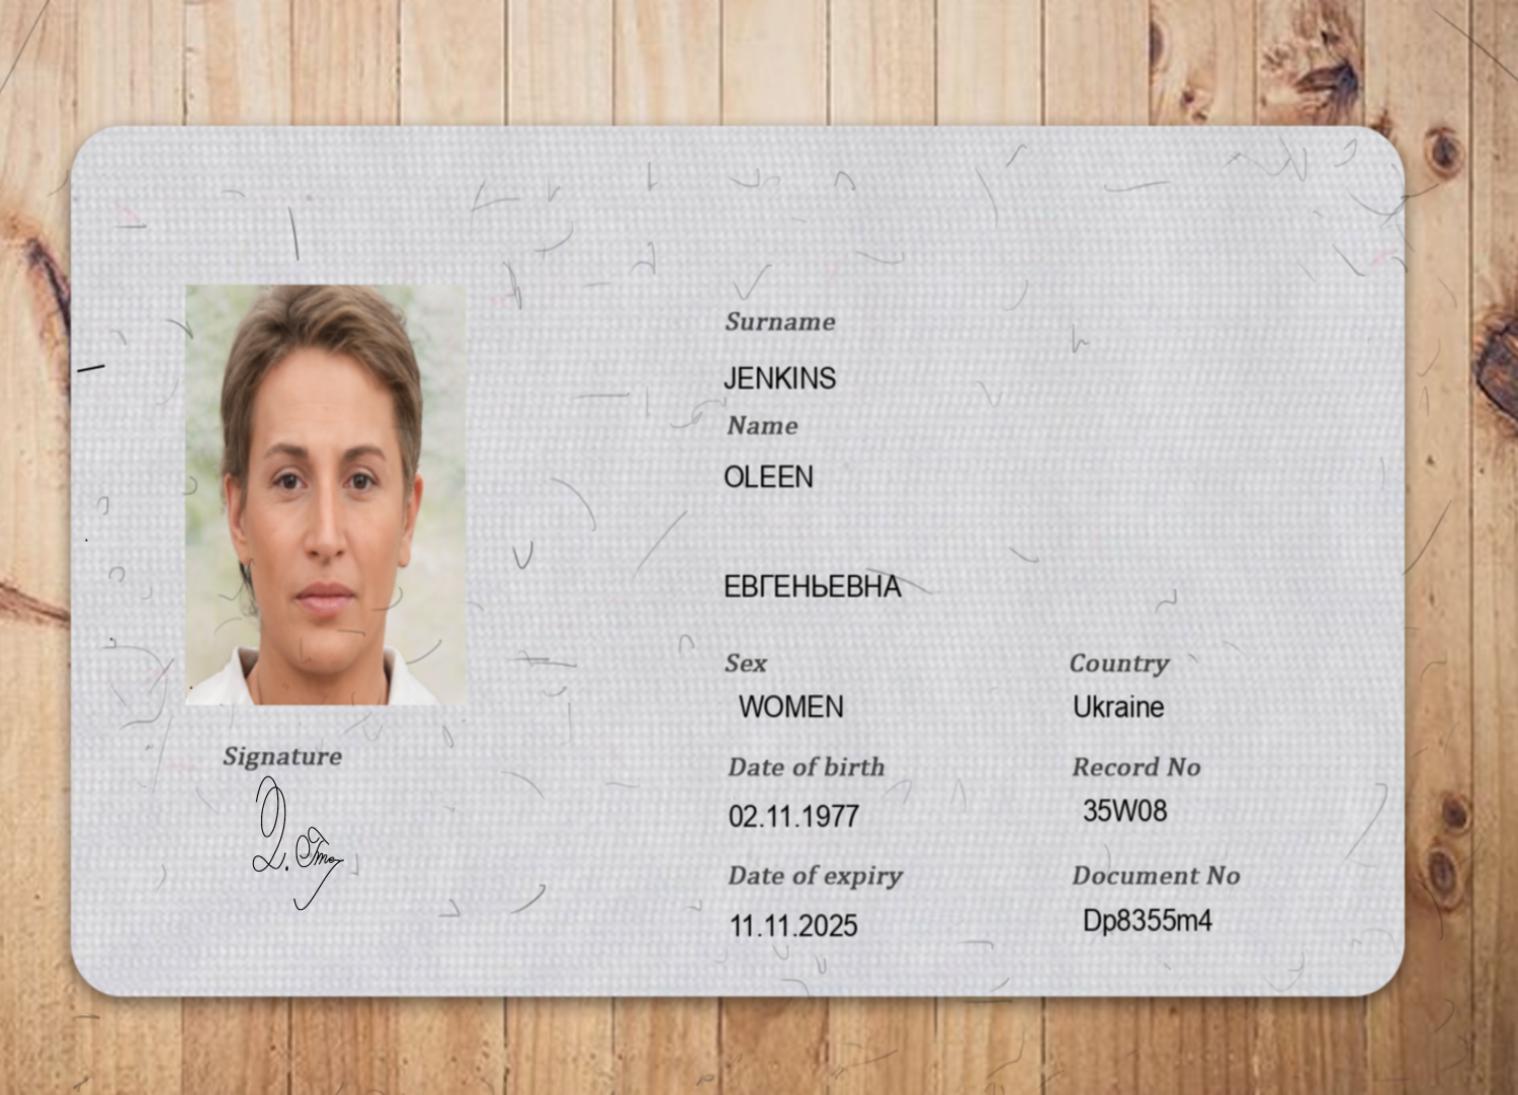 Surname
JENKINS
Name
OLEEN
ЕВГЕНЬЕВНА
Sex
WOMEN
Country
Ukraine
Date of birth
02.11.1977
Record No
35W08
Date of expiry
11.11.2025
Document No
Dp8355m4
Signature